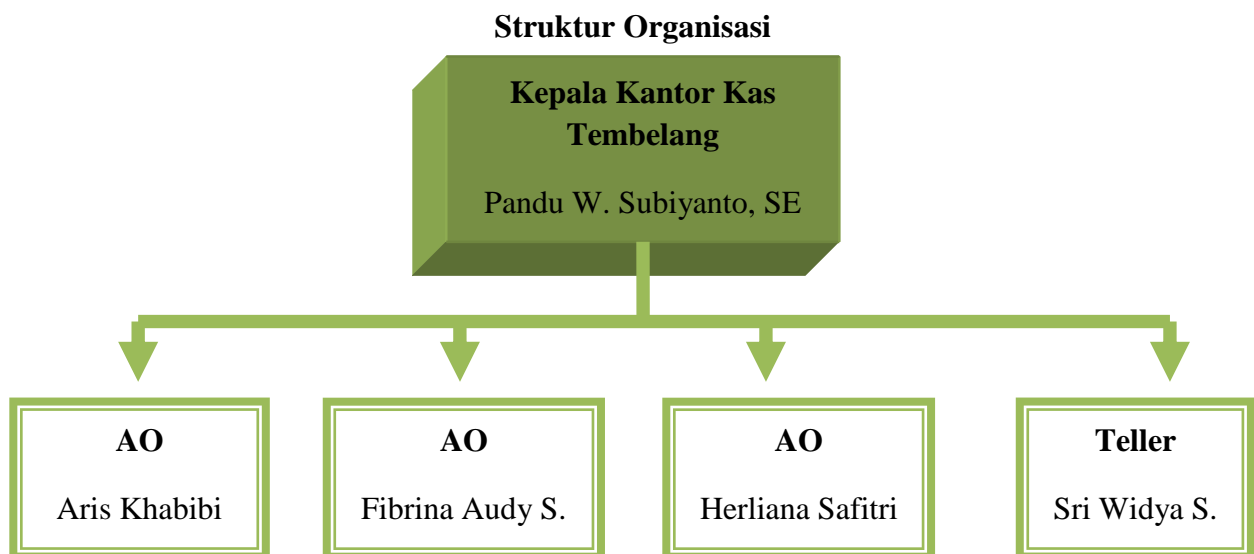 Struktur Organisasi
Kepala Kantor Kas
Tembelang
Pandu W. Subiyanto, SE
AO
Aris Khabibi
AO
Fibrina Audy S.
AO
Herliana Safitri
Teller
Sri Widya S.